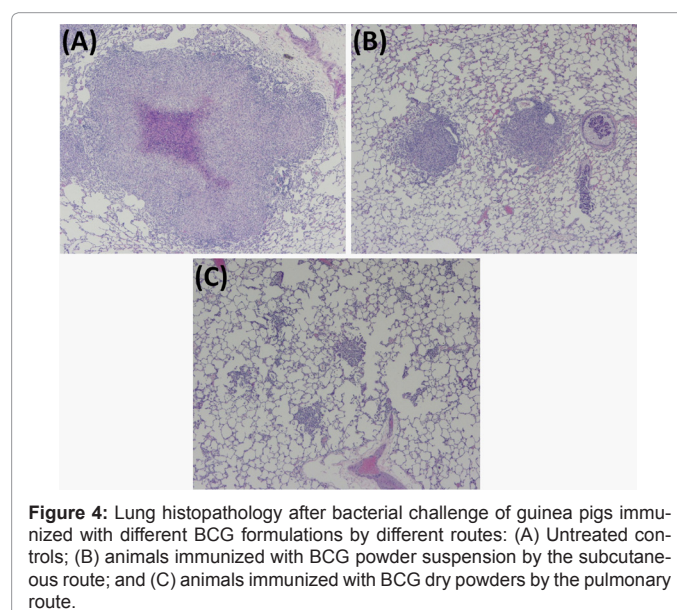 (A)
(B)
(C)
Figure 4: Lung histopathology after bacterial challenge of guinea pigs immu-
nized with different BCG formulations by different routes: (A) Untreated con-
trols; (B) animals immunized with BCG powder suspension by the subcutane-
ous route; and (C) animals immunized with BCG dry powders by the pulmonary
route.